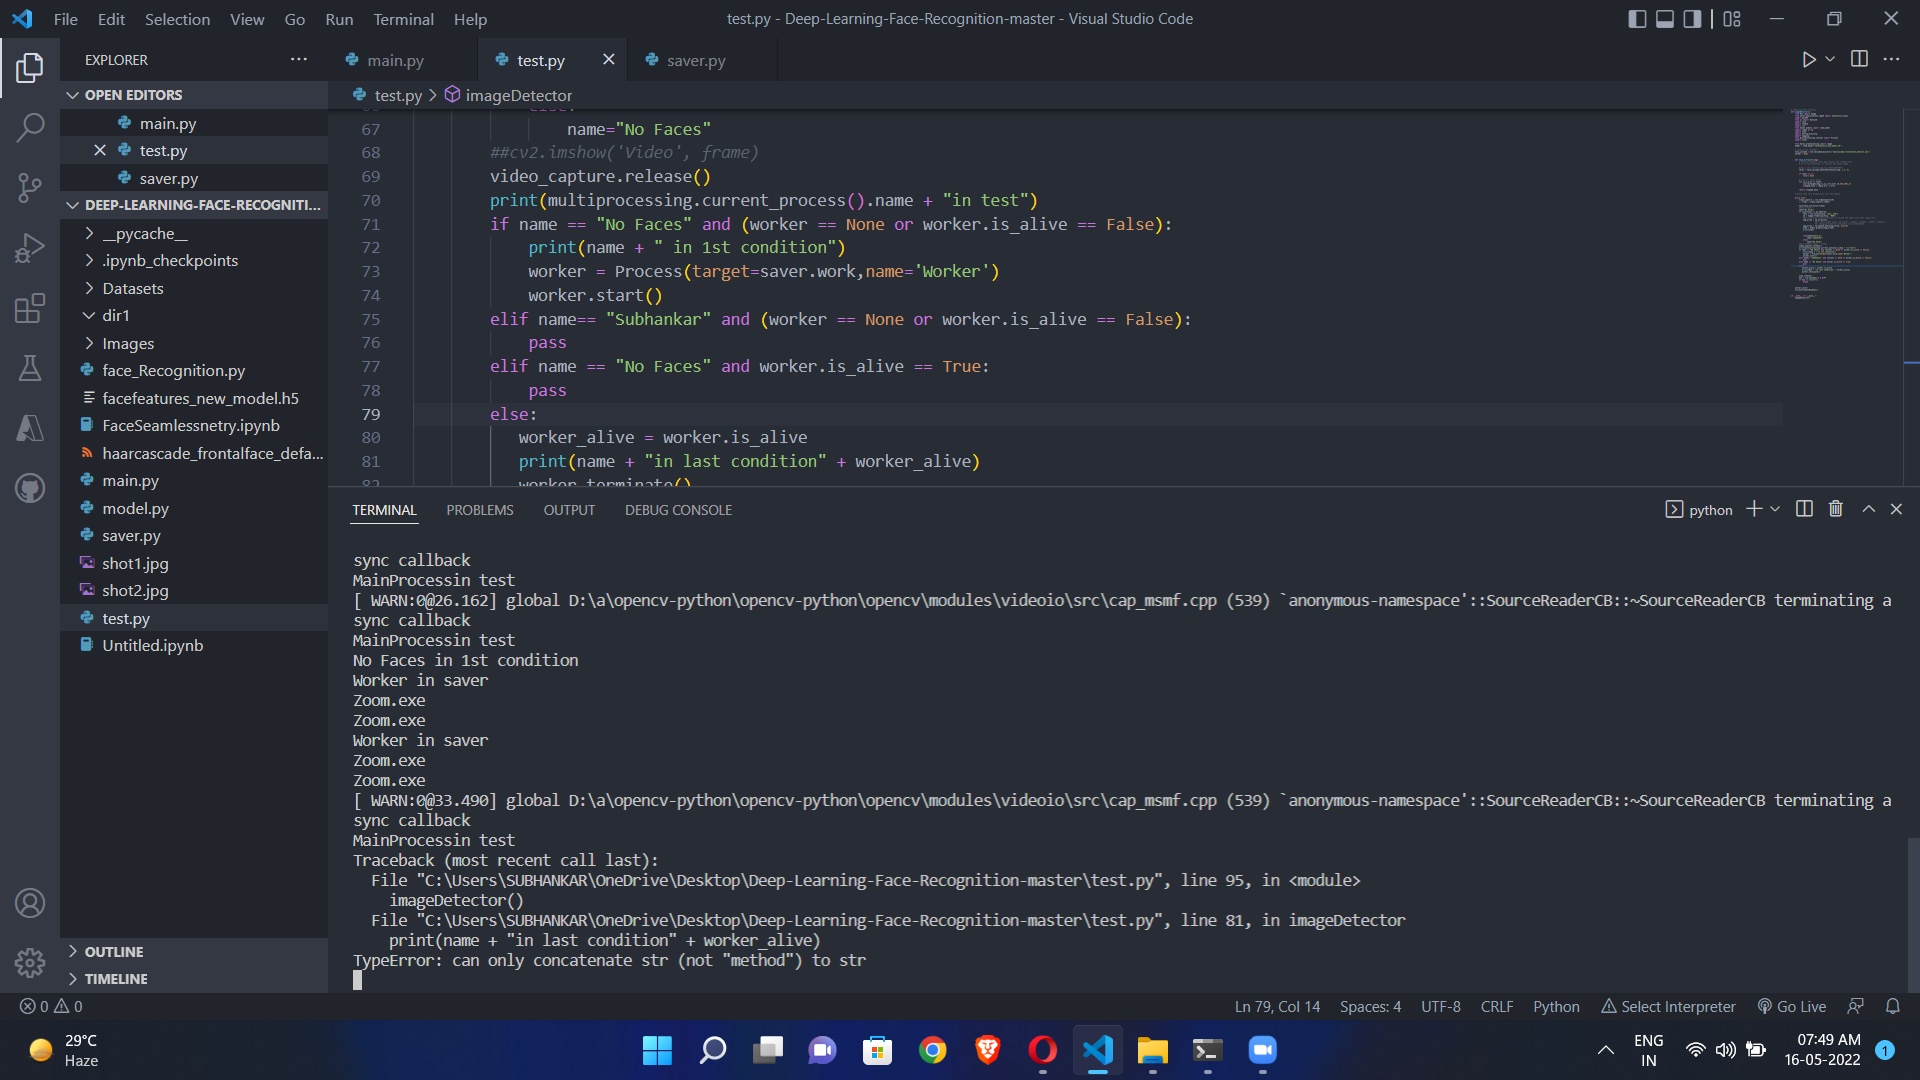 File Edit Selection View Go Run Terminal Help
test.py - Deep-Learning-Face-Recognition-master - Visual Studio Code
EXPLORER
main.py
test.py
saver.py
OPEN EDITORS
main.py
test.py
saver.py
DEEP-LEARNING-FACE-RECOGNITI...
__pycache__
.ipynb_checkpoints
Datasets
dir1
Images
face_Recognition.py
facefeatures_new_model.h5
FaceSeamlessnetry.ipynb
haarcascade_frontalface_defa...
main.py
model.py
saver.py
shot1.jpg
shot2.jpg
test.py
Untitled.ipynb
OUTLINE
TIMELINE
test.py > imageDetector
67 name="No Faces"
68 ##cv2.imshow('Video', frame)
69 video_capture.release()
70 print(multiprocessing.current_process().name + "in test")
71 if name == "No Faces" and (worker == None or worker.is_alive == False):
72 print(name + " in 1st condition")
73 worker = Process(target=saver.work,name='Worker')
74 worker.start()
75 elif name== "Subhankar" and (worker == None or worker.is_alive == False):
76 pass
77 elif name == "No Faces" and worker.is_alive == True:
78 pass
79 else:
80 worker_alive = worker.is_alive
81 print(name + "in last condition" + worker_alive)
82 worker.terminate()
TERMINAL PROBLEMS OUTPUT DEBUG CONSOLE
python
sync callback
MainProcessin test
[ WARN:0@26.162] global D:\a\opencv-python\opencv-python\opencv\modules\videoio\src\cap_msmf.cpp (539) `anonymous-namespace'::SourceReaderCB::~SourceReaderCB terminating a
sync callback
MainProcessin test
No Faces in 1st condition
Worker in saver
Zoom.exe
Zoom.exe
Worker in saver
Zoom.exe
Zoom.exe
[ WARN:0@33.490] global D:\a\opencv-python\opencv-python\opencv\modules\videoio\src\cap_msmf.cpp (539) `anonymous-namespace'::SourceReaderCB::~SourceReaderCB terminating a
sync callback
MainProcessin test
Traceback (most recent call last):
File "C:\Users\SUBHANKAR\OneDrive\Desktop\Deep-Learning-Face-Recognition-master\test.py", line 95, in <module>
imageDetector()
File "C:\Users\SUBHANKAR\OneDrive\Desktop\Deep-Learning-Face-Recognition-master\test.py", line 81, in imageDetector
print(name + "in last condition" + worker_alive)
TypeError: can only concatenate str (not "method") to str
0 0
Ln 79, Col 14 Spaces: 4 UTF-8 CRLF Python Select Interpreter Go Live
29°C
Haze
ENG
IN
07:49 AM
16-05-2022
1